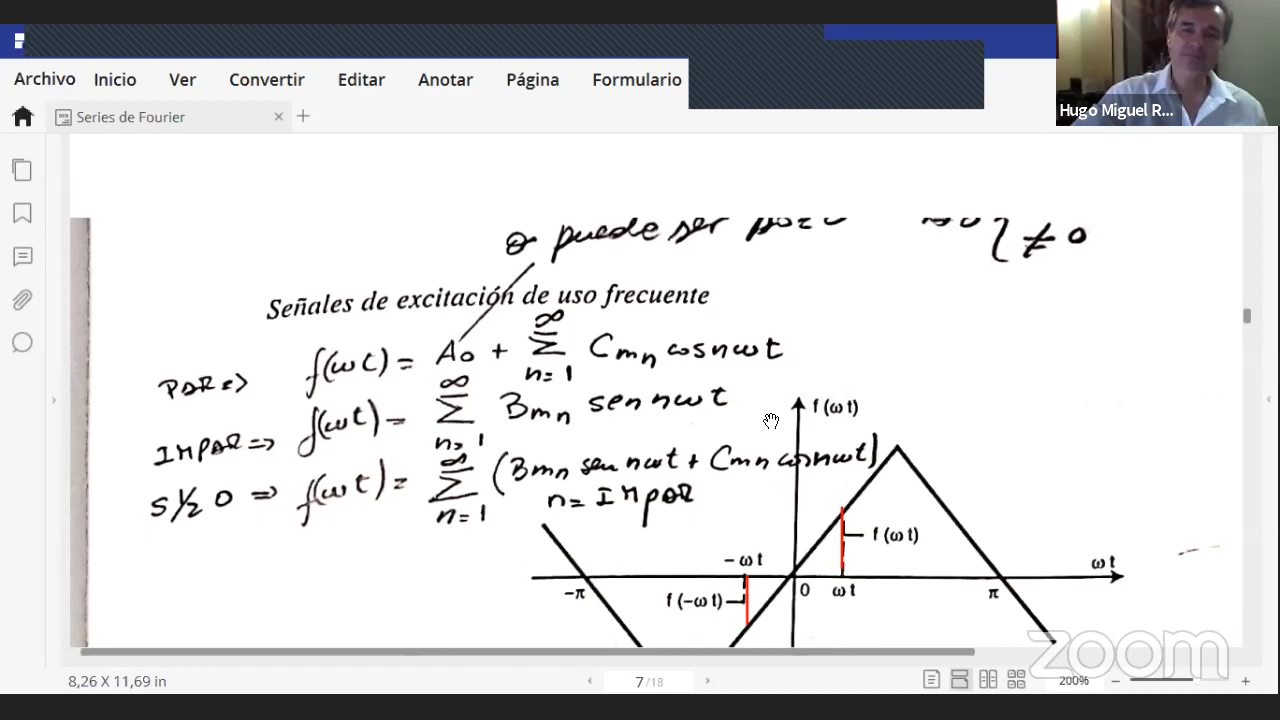 Hugo Miguel R...
Archivo Inicio Ver Convertir Editar Anotar Página Formulario
Series de Fourier
o puede ser
≠ 0
Señales de excitación de uso frecuente
PAR => f(ωt) = A0 + ∞ Σ n=1 Cmn cos nωt
IMPAR => f(ωt) = ∞ Σ n=1 Bmn sen nωt
S 1/2 O => f(ωt) = ∞ Σ n=1 (Bmn sen nωt + Cmn cos nωt)
n= IMpAR
f (ω t)
f (ω t)
− ω t
ω t
−π
f (−ω t)
0
ω t
π
zoom
8,26 X 11,69 in
7 /18
200%